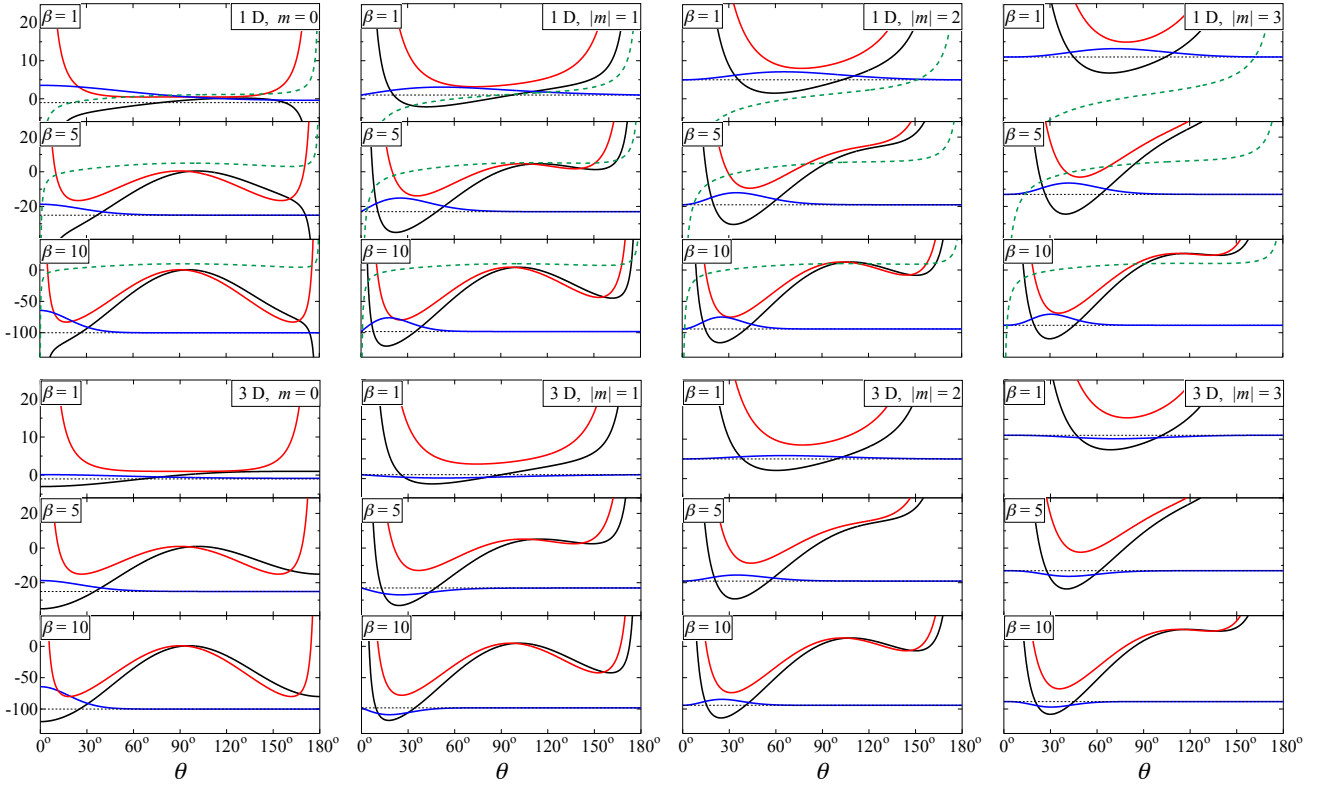 β = 1 1 D, m = 0 β = 1 1 D, |m| = 1 β = 1 1 D, |m| = 2 β = 1 1 D, |m| = 3
20
10
0
β = 5 β = 5 β = 5 β = 5
20
0
-20
β = 10 β = 10 β = 10 β = 10
0
-50
-100
β = 1 3 D, m = 0 β = 1 3 D, |m| = 1 β = 1 3 D, |m| = 2 β = 1 3 D, |m| = 3
20
10
0
β = 5 β = 5 β = 5 β = 5
20
0
-20
β = 10 β = 10 β = 10 β = 10
0
-50
-100
0° 30° 60° 90° 120° 150° 180° 0° 30° 60° 90° 120° 150° 180° 0° 30° 60° 90° 120° 150° 180° 0° 30° 60° 90° 120° 150° 180°
θ θ θ θ